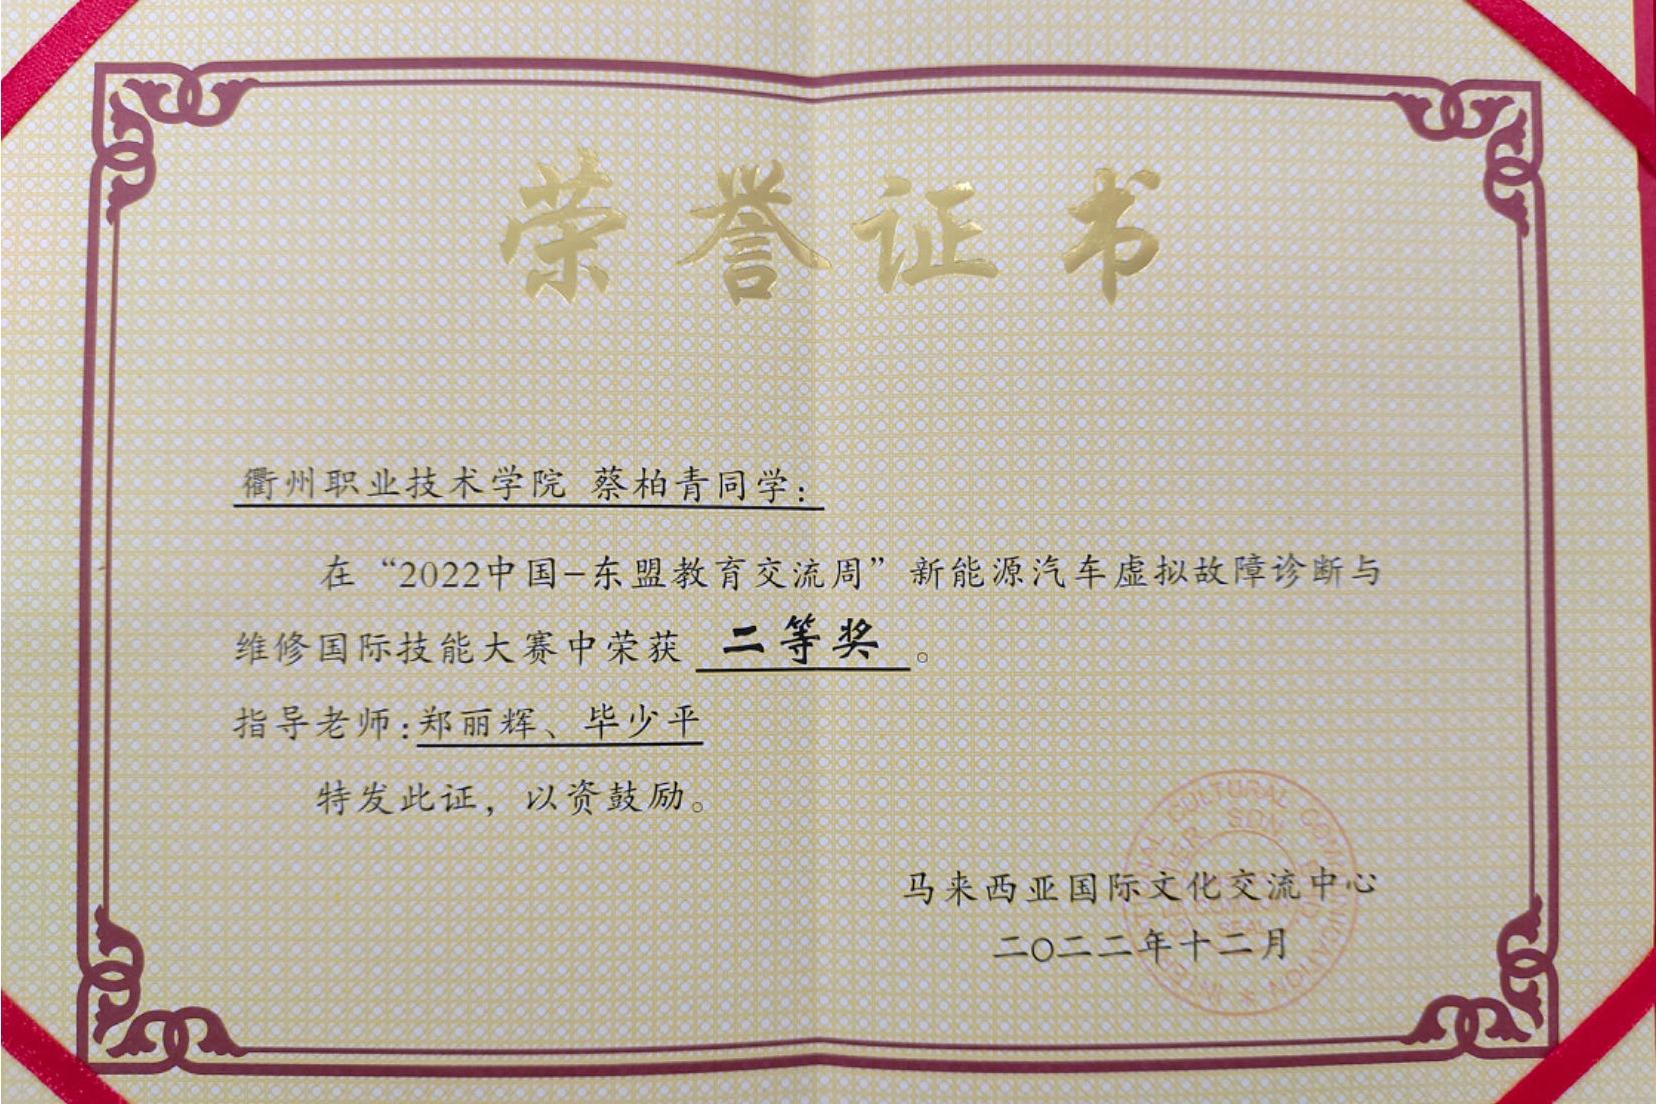 荣誉证书
衢州职业技术学院 蔡柏青同学:
在“2022中国-东盟教育交流周”新能源汽车虚拟故障诊断与
维修国际技能大赛中荣获 二等奖 。
指导老师:郑丽辉、毕少平
特发此证，以资鼓励。
马来西亚国际文化交流中心
二〇二二年十二月